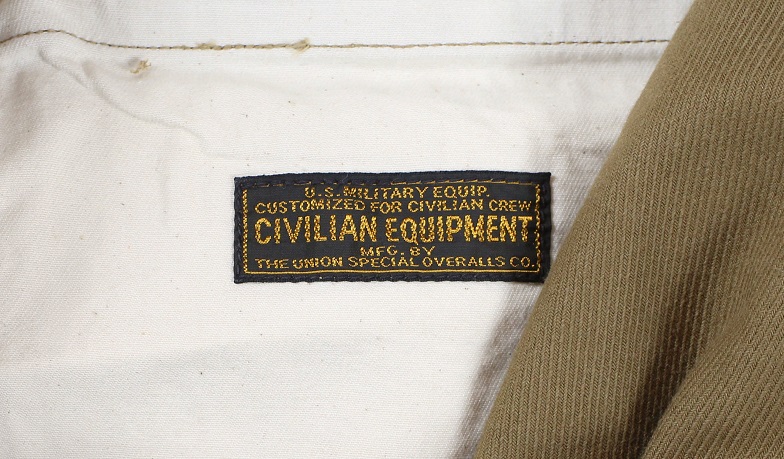 U.S. MILITARY EQUIP.
CUSTOMIZED FOR CIVILIAN CREW
CIVILIAN EQUIPMENT
MFG. BY
THE UNION SPECIAL OVERALLS CO.